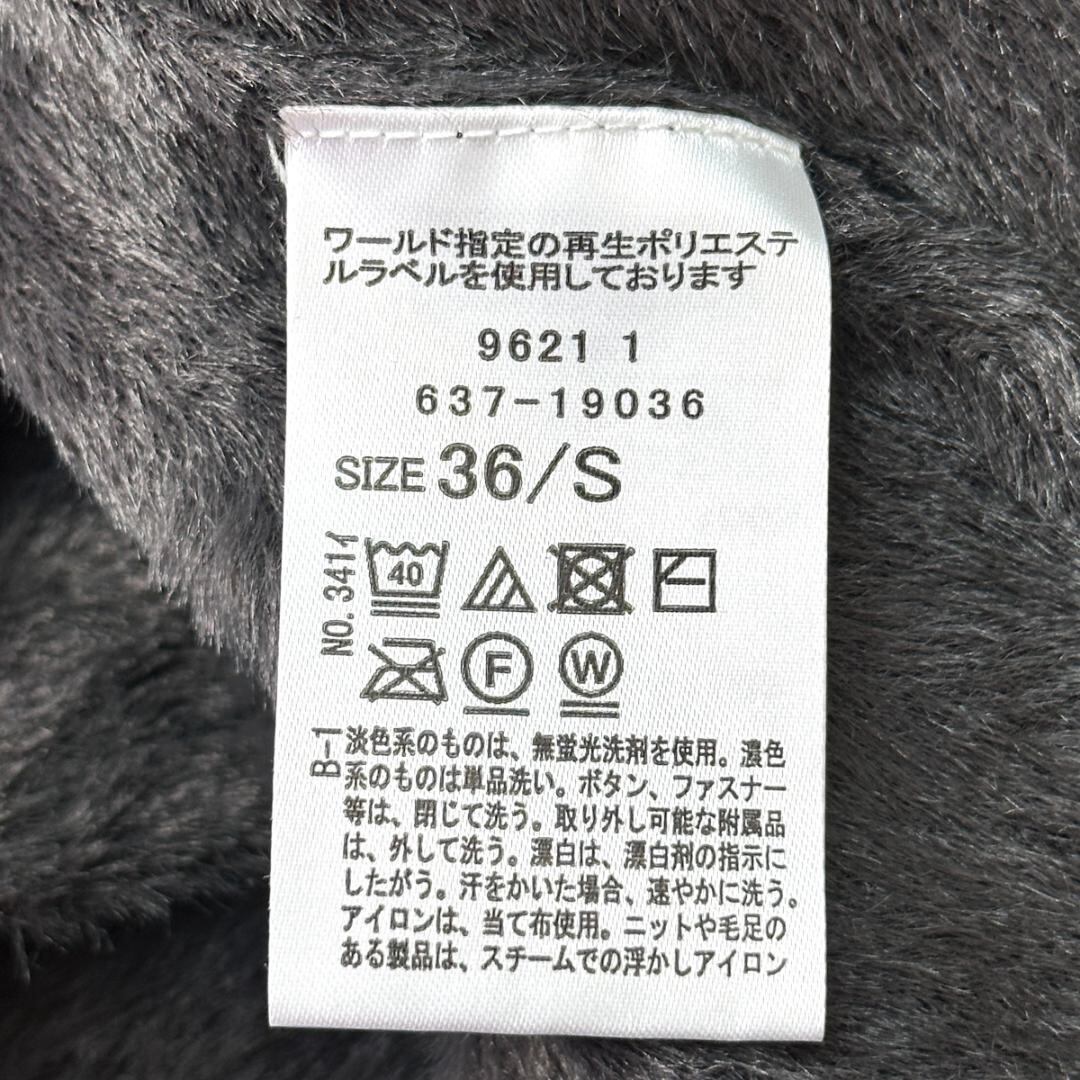 ワールド指定の再生ポリエステ
ルラベルを使用しております
9621 1
637-19036
SIZE 36/S
NO.3411
40
F
W
B-1
淡色系のものは、無蛍光洗剤を使用。濃色
系のものは単品洗い。ボタン、ファスナー
等は、閉じて洗う。取り外し可能な附属品
は、外して洗う。漂白は、漂白剤の指示に
したがう。汗をかいた場合、速やかに洗う。
アイロンは、当て布使用。ニットや毛足の
ある製品は、スチームでの浮かしアイロン